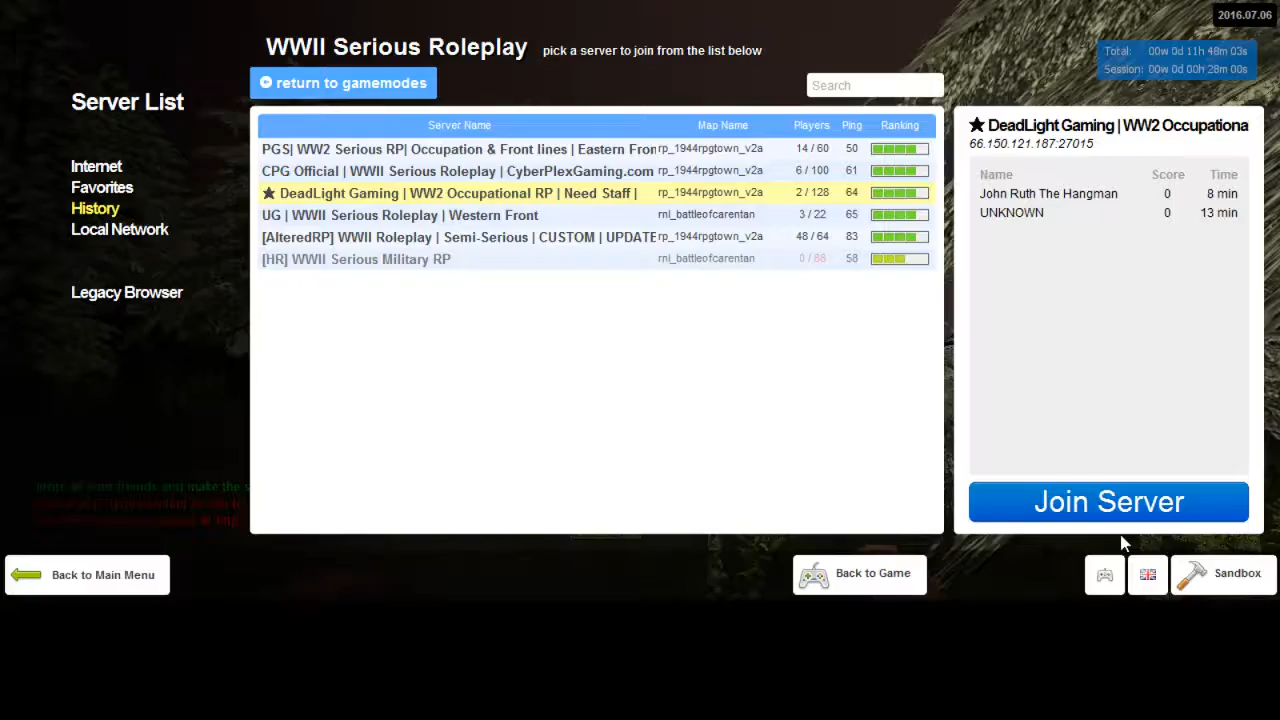 2016.07.06
WWII Serious Roleplay pick a server to join from the list below
Total: 00w 0d 11h 48m 03s
Session: 00w 0d 00h 28m 00s
return to gamemodes
Search
Server List
Internet
Favorites
History
Local Network
Legacy Browser
Server Name Map Name Players Ping Ranking
PGS| WW2 Serious RP| Occupation & Front lines | Eastern Fron rp_1944rpgtown_v2a 14 / 60 50
CPG Official | WWII Serious Roleplay | CyberPlexGaming.com rp_1944rpgtown_v2a 6 / 100 61
DeadLight Gaming | WW2 Occupational RP | Need Staff | rp_1944rpgtown_v2a 2 / 128 64
UG | WWII Serious Roleplay | Western Front rnl_battleofcarentan 3 / 22 65
[AlteredRP] WWII Roleplay | Semi-Serious | CUSTOM | UPDATE rp_1944rpgtown_v2a 48 / 64 83
[HR] WWII Serious Military RP rnl_battleofcarentan 0 / 88 58
DeadLight Gaming | WW2 Occupationa
66.150.121.187:27015
Name Score Time
John Ruth The Hangman 0 8 min
UNKNOWN 0 13 min
Join Server
Back to Main Menu
Back to Game
Sandbox